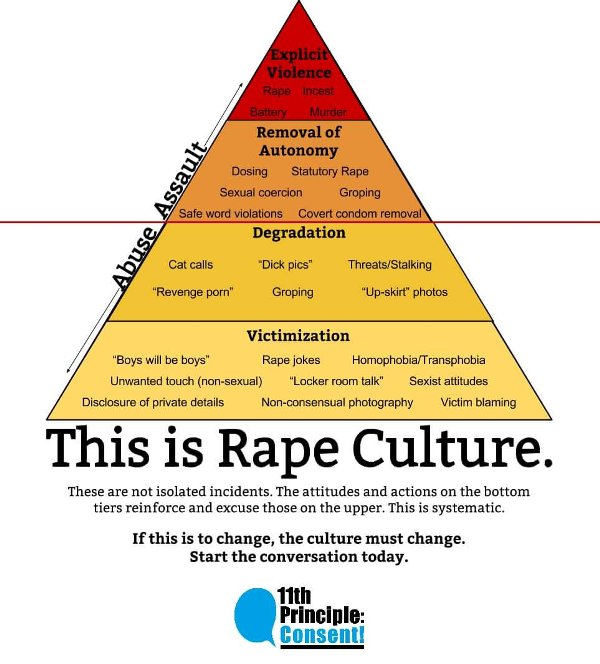 Explicit
Violence
Rape Incest
Battery Murder
Removal of
Autonomy
Dosing Statutory Rape
Sexual coercion Groping
Safe word violations Covert condom removal
Assault
Abuse
Degradation
Cat calls "Dick pics" Threats/Stalking
"Revenge porn" Groping "Up-skirt" photos
Victimization
"Boys will be boys" Rape jokes Homophobia/Transphobia
Unwanted touch (non-sexual) "Locker room talk" Sexist attitudes
Disclosure of private details Non-consensual photography Victim blaming
This is Rape Culture.
These are not isolated incidents. The attitudes and actions on the bottom
tiers reinforce and excuse those on the upper. This is systematic.
If this is to change, the culture must change.
Start the conversation today.
11th
Principle:
Consent!